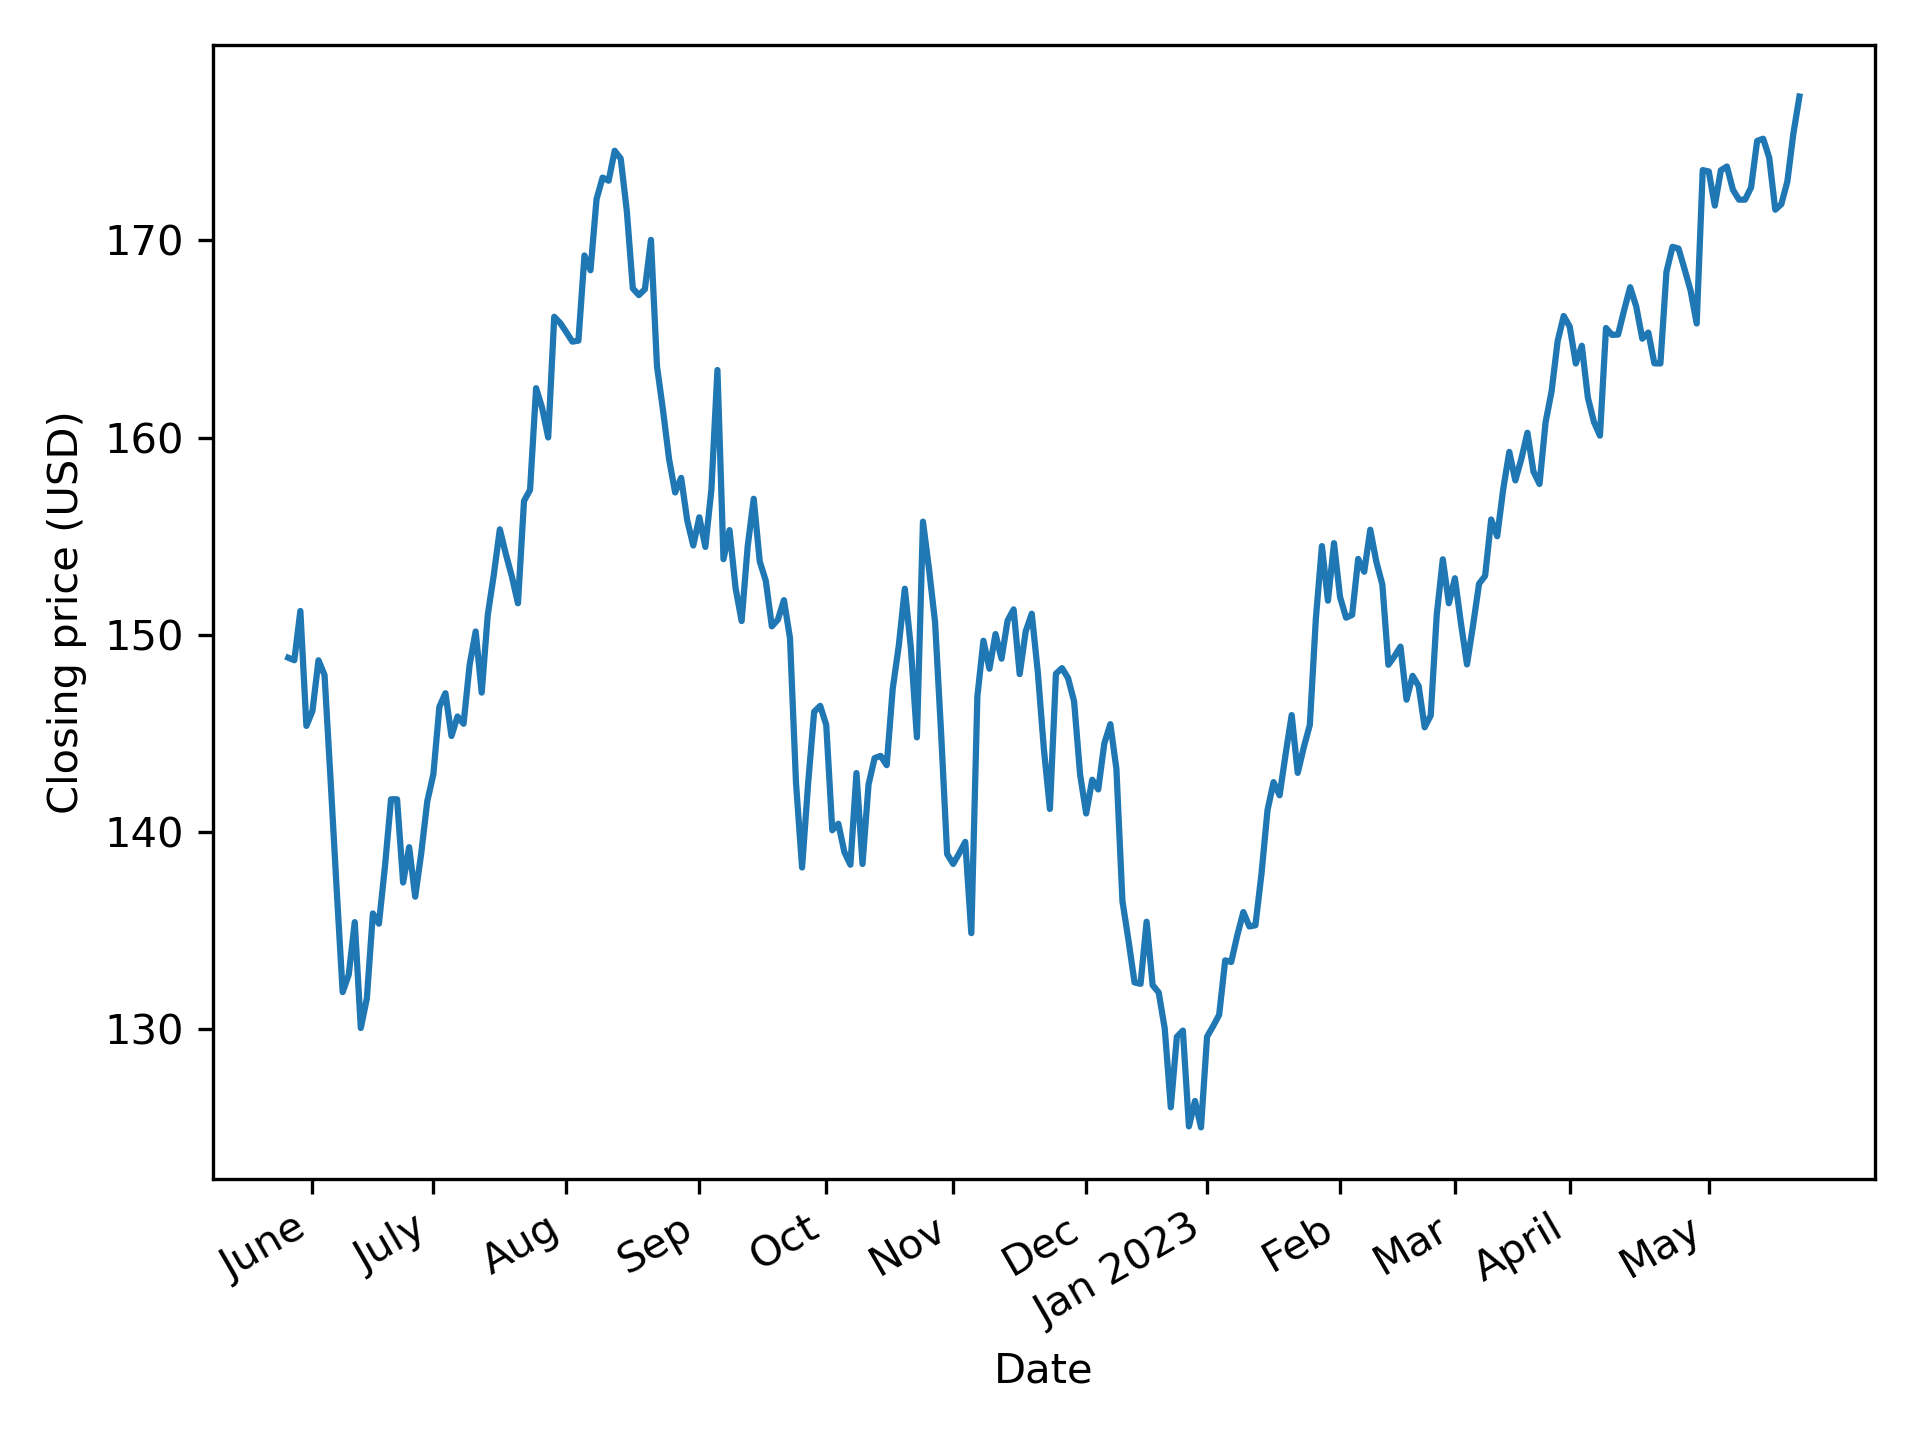 Closing price (USD)
170
160
150
140
130
June
July
Aug
Sep
Oct
Nov
Dec
Jan 2023
Feb
Mar
April
May
Date